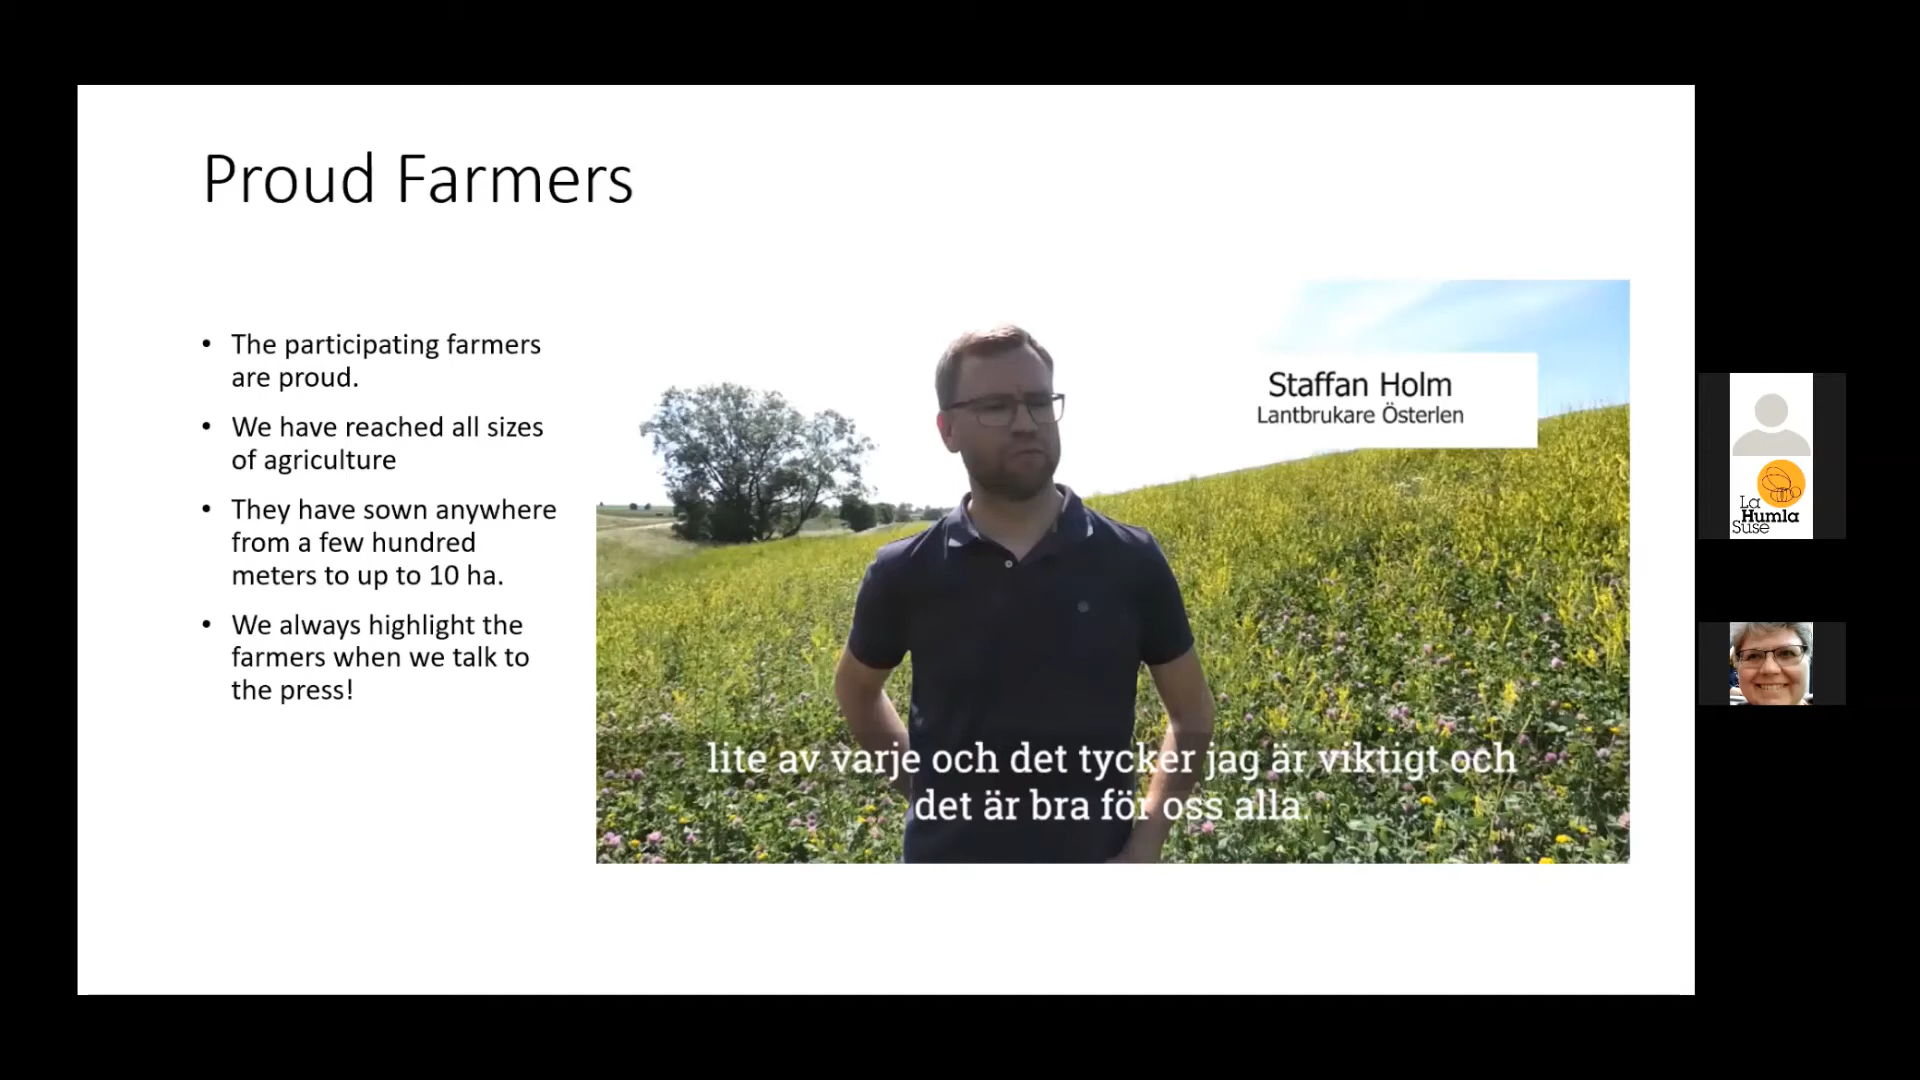 Proud Farmers
• The participating farmers
are proud.
• We have reached all sizes
of agriculture
• They have sown anywhere
from a few hundred
meters to up to 10 ha.
• We always highlight the
farmers when we talk to
the press!
Staffan Holm
Lantbrukare Österlen
lite av varje och det tycker jag är viktigt och
det är bra för oss alla.
La
Humla
Suse